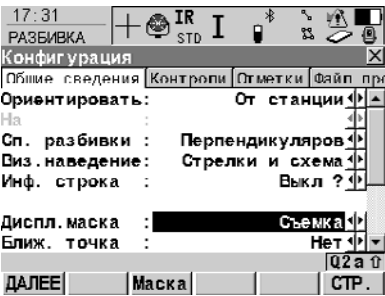 17:31
РАЗБИВКА
IR
STD
I
Конфигурация
Общие сведения Контроли Отметки Файл про
Ориентировать: От станции
На :
Сп. разбивки : Перпендикуляров
Виз.наведение: Стрелки и схема
Инф. строка : Выкл ?
Диспл.маска : Съемка
Ближ. точка : Нет
Q2a
ДАЛЕЕ Маска СТР.